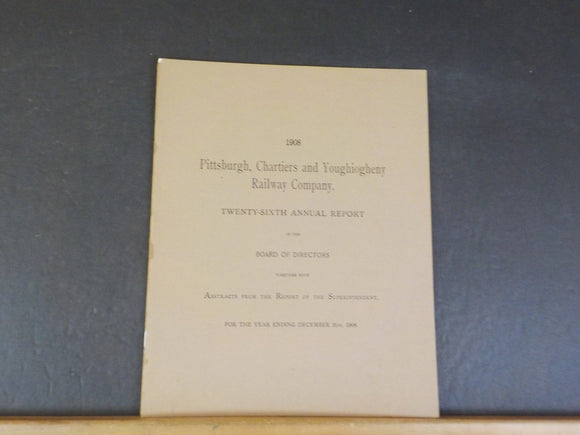 1908
Pittsburgh, Chartiers and Youghiogheny
Railway Company.
TWENTY-SIXTH ANNUAL REPORT
OF THE
BOARD OF DIRECTORS
TOGETHER WITH
Abstracts from the Report of the Superintendent,
FOR THE YEAR ENDING DECEMBER 31st, 1908.